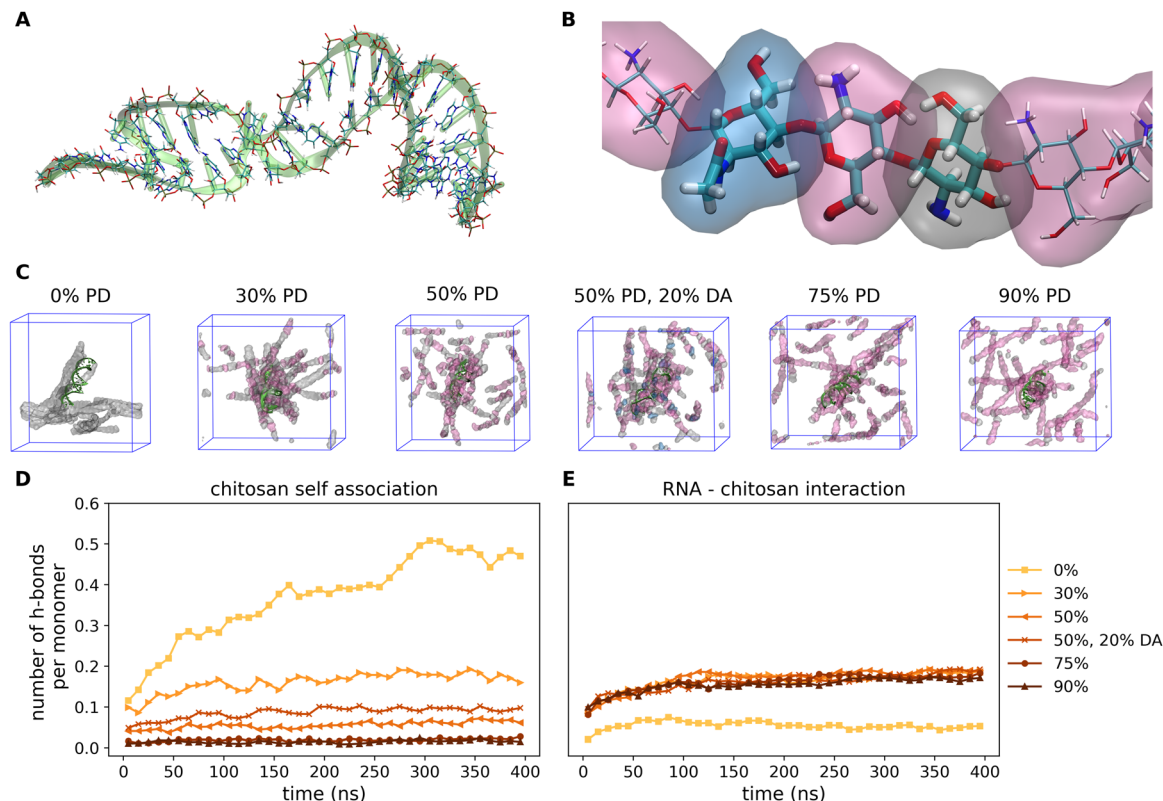 A
B
C
0% PD
30% PD
50% PD
50% PD, 20% DA
75% PD
90% PD
D
chitosan self association
number of h-bonds
per monomer
0.6
0.5
0.4
0.3
0.2
0.1
0.0
0
50
100
150
200
250
300
350
400
time (ns)
E
RNA - chitosan interaction
0
50
100
150
200
250
300
350
400
time (ns)
0%
30%
50%
50%, 20% DA
75%
90%